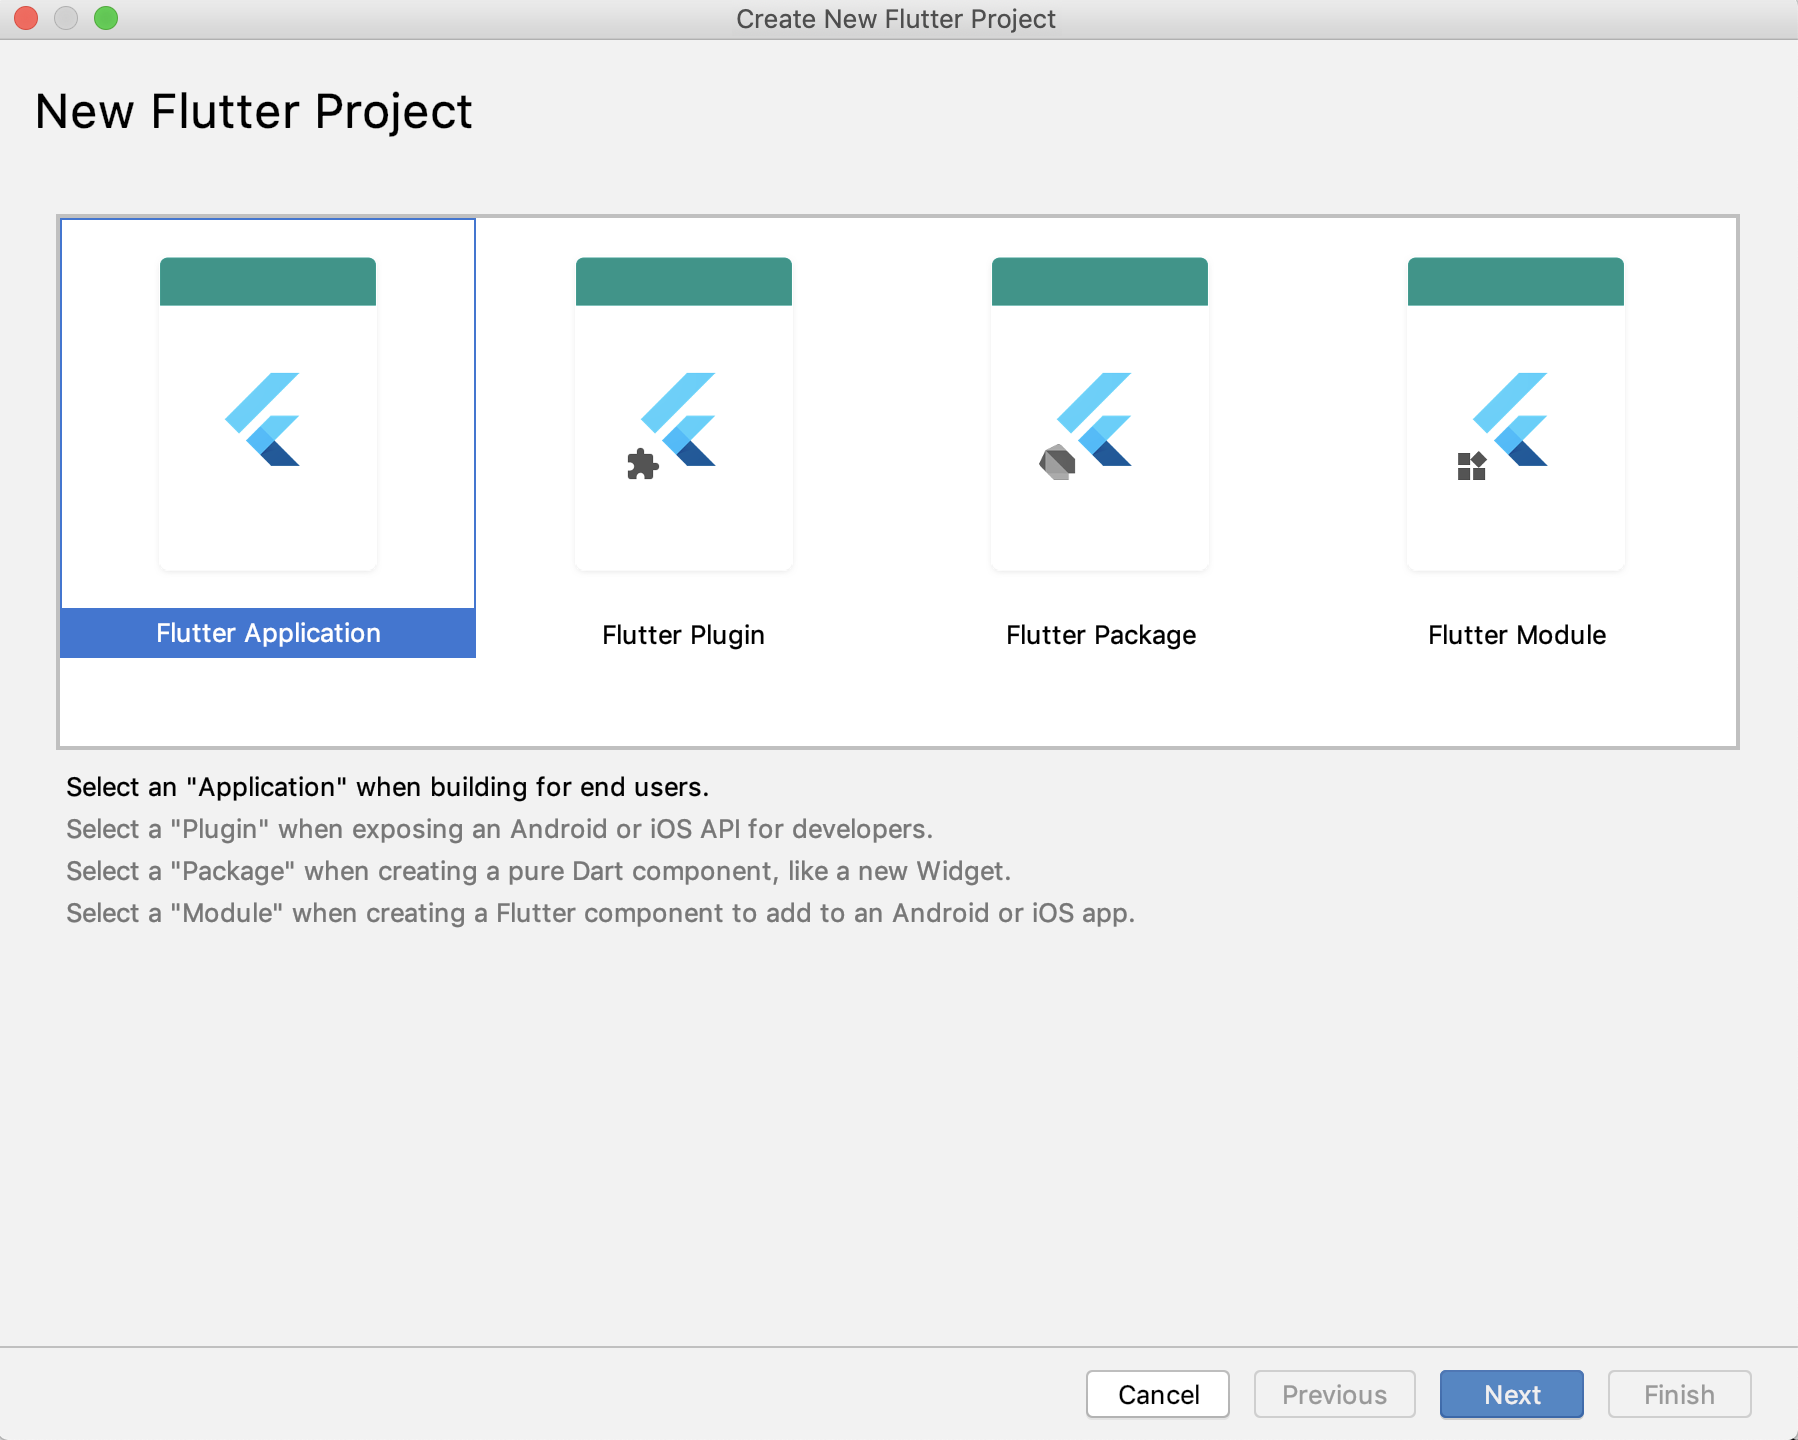 Create New Flutter Project
New Flutter Project
Flutter Application
Flutter Plugin
Flutter Package
Flutter Module
Select an "Application" when building for end users.
Select a "Plugin" when exposing an Android or iOS API for developers.
Select a "Package" when creating a pure Dart component, like a new Widget.
Select a "Module" when creating a Flutter component to add to an Android or iOS app.
Cancel
Previous
Next
Finish